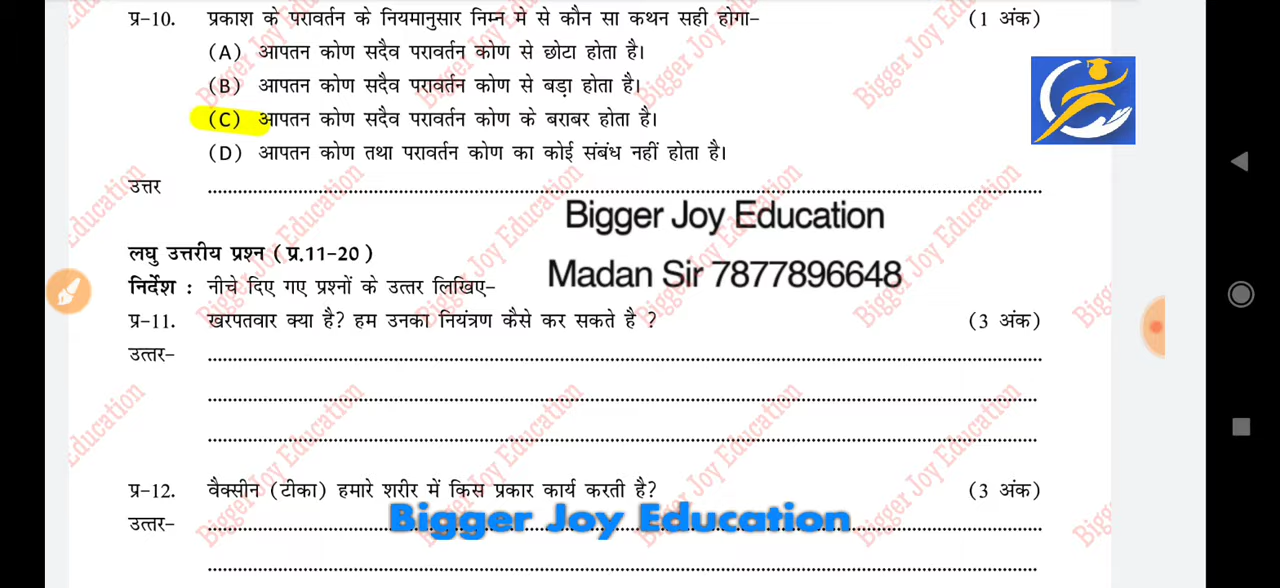 प्र-10. प्रकाश के परावर्तन के नियमानुसार निम्न मे से कौन सा कथन सही होगा- (1 अंक)
(A) आपतन कोण सदैव परावर्तन कोण से छोटा होता है।
(B) आपतन कोण सदैव परावर्तन कोण से बड़ा होता है।
(C) आपतन कोण सदैव परावर्तन कोण के बराबर होता है।
(D) आपतन कोण तथा परावर्तन कोण का कोई संबंध नहीं होता है।
उत्तर
Bigger Joy Education
लघु उत्तरीय प्रश्न (प्र.11-20)
Madan Sir 7877896648
निर्देश : नीचे दिए गए प्रश्नों के उत्तर लिखिए-
प्र-11. खरपतवार क्या है? हम उनका नियंत्रण कैसे कर सकते है ? (3 अंक)
उत्तर-
प्र-12. वैक्सीन (टीका) हमारे शरीर में किस प्रकार कार्य करती है? (3 अंक)
उत्तर-
Bigger Joy Education